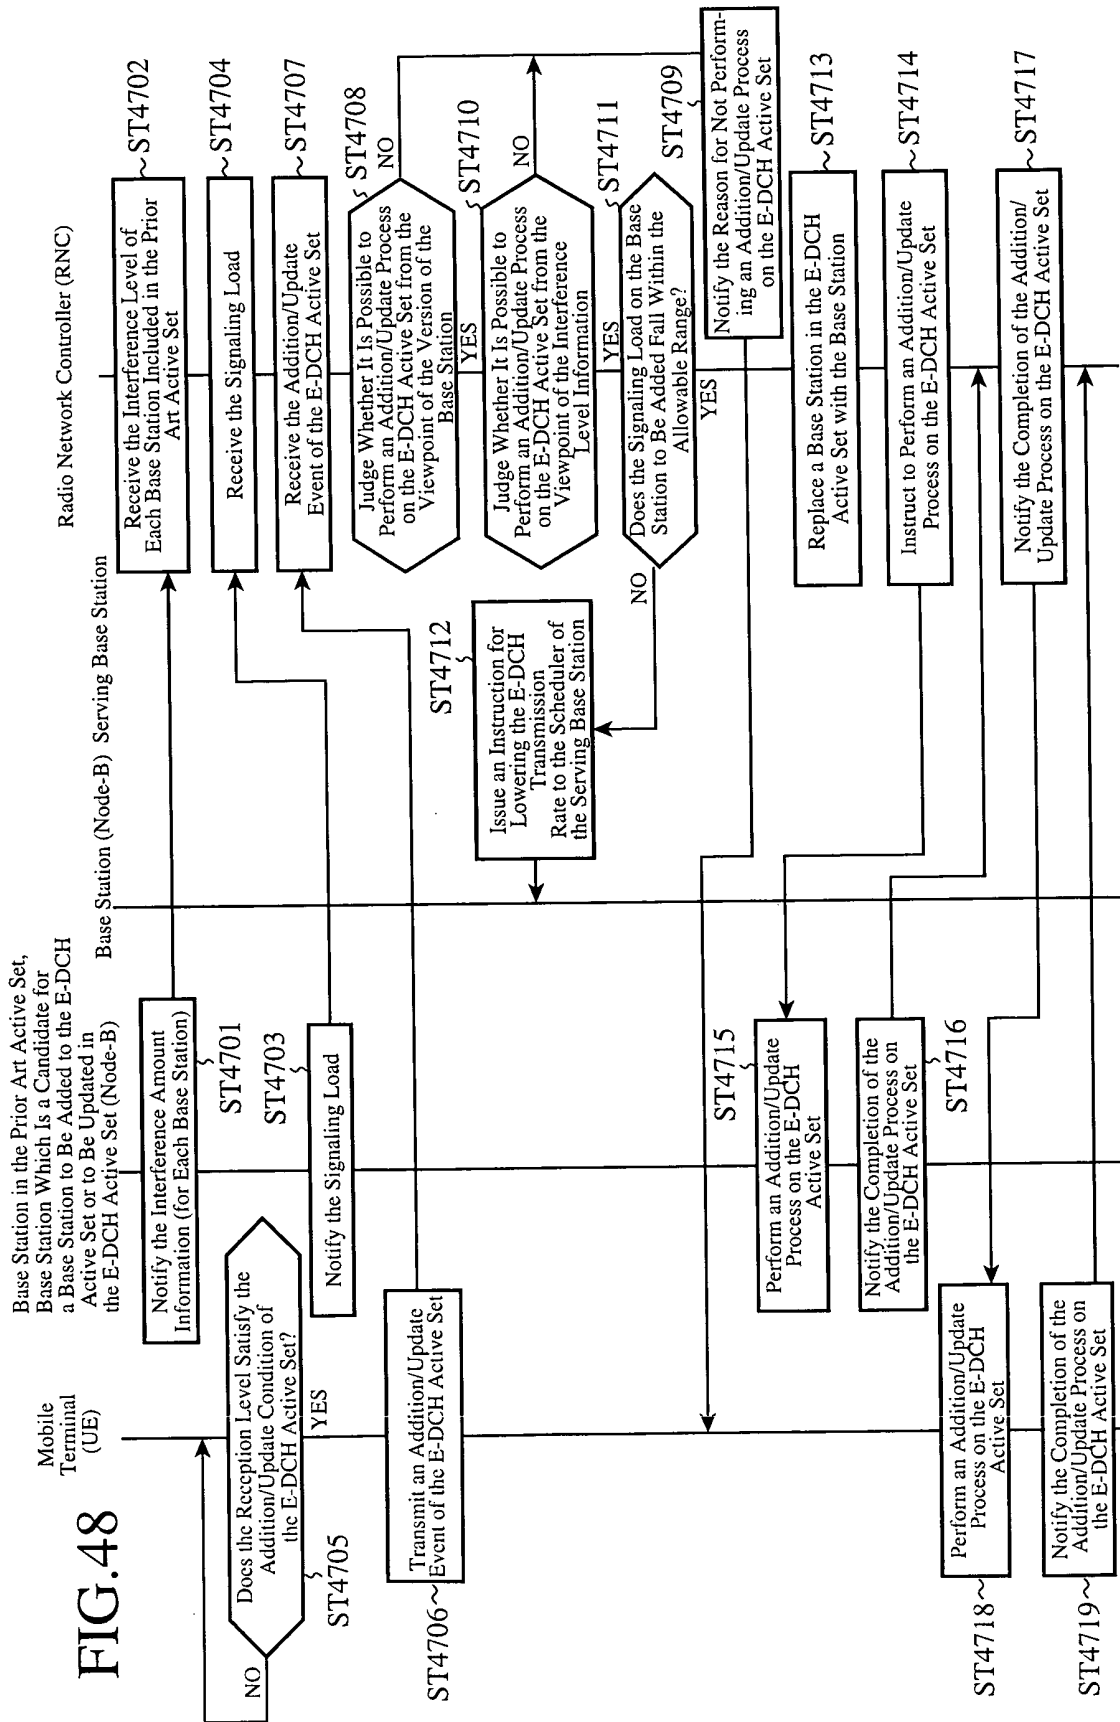 FIG.48
Mobile
Terminal
(UE)
Base Station in the Prior Art Active Set,
Base Station Which Is a Candidate for
a Base Station to Be Added to the E-DCH
Active Set or to Be Updated in
the E-DCH Active Set (Node-B)
Base Station (Node-B) Serving Base Station
Radio Network Controller (RNC)
Notify the Interference Amount
Information (for Each Base Station)
ST4701
Receive the Interference Level of
Each Base Station Included in the Prior
Art Active Set
ST4702
ST4703
Notify the Signaling Load
Receive the Signaling Load
ST4704
NO
Does the Reception Level Satisfy the
Addition/Update Condition of
the E-DCH Active Set?
YES
ST4705
Transmit an Addition/Update
Event of the E-DCH Active Set
ST4706
Receive the Addition/Update
Event of the E-DCH Active Set
ST4707
ST4708
Judge Whether It Is Possible to
Perform an Addition/Update Process
on the E-DCH Active Set from the
Viewpoint of the Version of the
Base Station
NO
YES
ST4710
Judge Whether It Is Possible to
Perform an Addition/Update Process
on the E-DCH Active Set from the
Viewpoint of the Interference
Level Information
NO
YES
ST4711
Does the Signaling Load on the Base
Station to Be Added Fall Within the
Allowable Range?
NO
YES
ST4712
Issue an Instruction for
Lowering the E-DCH
Transmission
Rate to the Scheduler of
the Serving Base Station
ST4709
Notify the Reason for Not Perform-
ing an Addition/Update Process
on the E-DCH Active Set
Replace a Base Station in the E-DCH
Active Set with the Base Station
ST4713
Instruct to Perform an Addition/Update
Process on the E-DCH Active Set
ST4714
ST4715
Perform an Addition/Update
Process on the E-DCH
Active Set
Notify the Completion of the
Addition/Update Process on
the E-DCH Active Set
ST4716
Notify the Completion of the Addition/
Update Process on the E-DCH Active Set
ST4717
Perform an Addition/Update
Process on the E-DCH
Active Set
ST4718
Notify the Completion of the
Addition/Update Process on
the E-DCH Active Set
ST4719